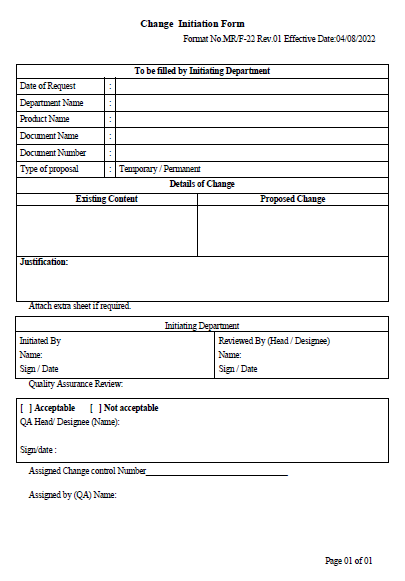 Change Initiation Form
Format No.MR/F-22 Rev.01 Effective Date:04/08/2022
To be filled by Initiating Department
Date of Request :
Department Name :
Product Name :
Document Name :
Document Number :
Type of proposal : Temporary / Permanent
Details of Change
Existing Content Proposed Change
Justification:
Attach extra sheet if required.
Initiating Department
Initiated By Reviewed By (Head / Designee)
Name: Name:
Sign / Date Sign / Date
Quality Assurance Review:
[ ] Acceptable [ ] Not acceptable
QA Head/ Designee (Name):
Sign/date :
Assigned Change control Number______________________________
Assigned by (QA) Name:
Page 01 of 01